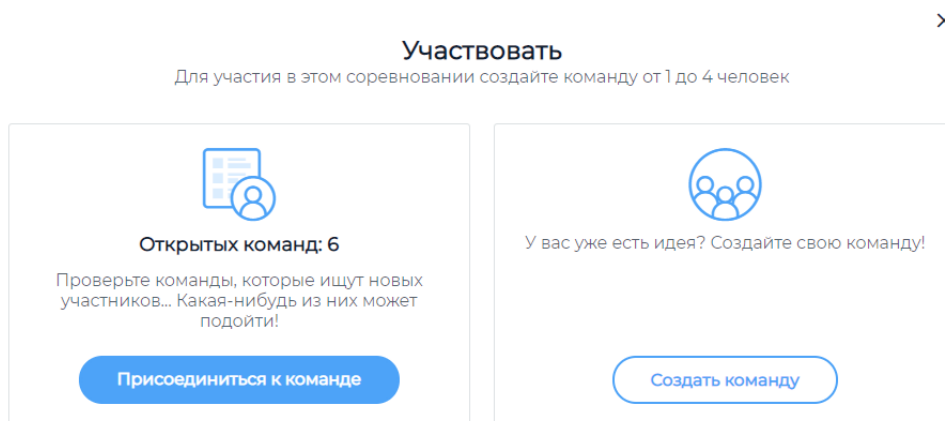 Участвовать
Для участия в этом соревновании создайте команду от 1 до 4 человек
Открытых команд: 6
Проверьте команды, которые ищут новых
участников... Какая-нибудь из них может
подойти!
Присоединиться к команде
У вас уже есть идея? Создайте свою команду!
Создать команду